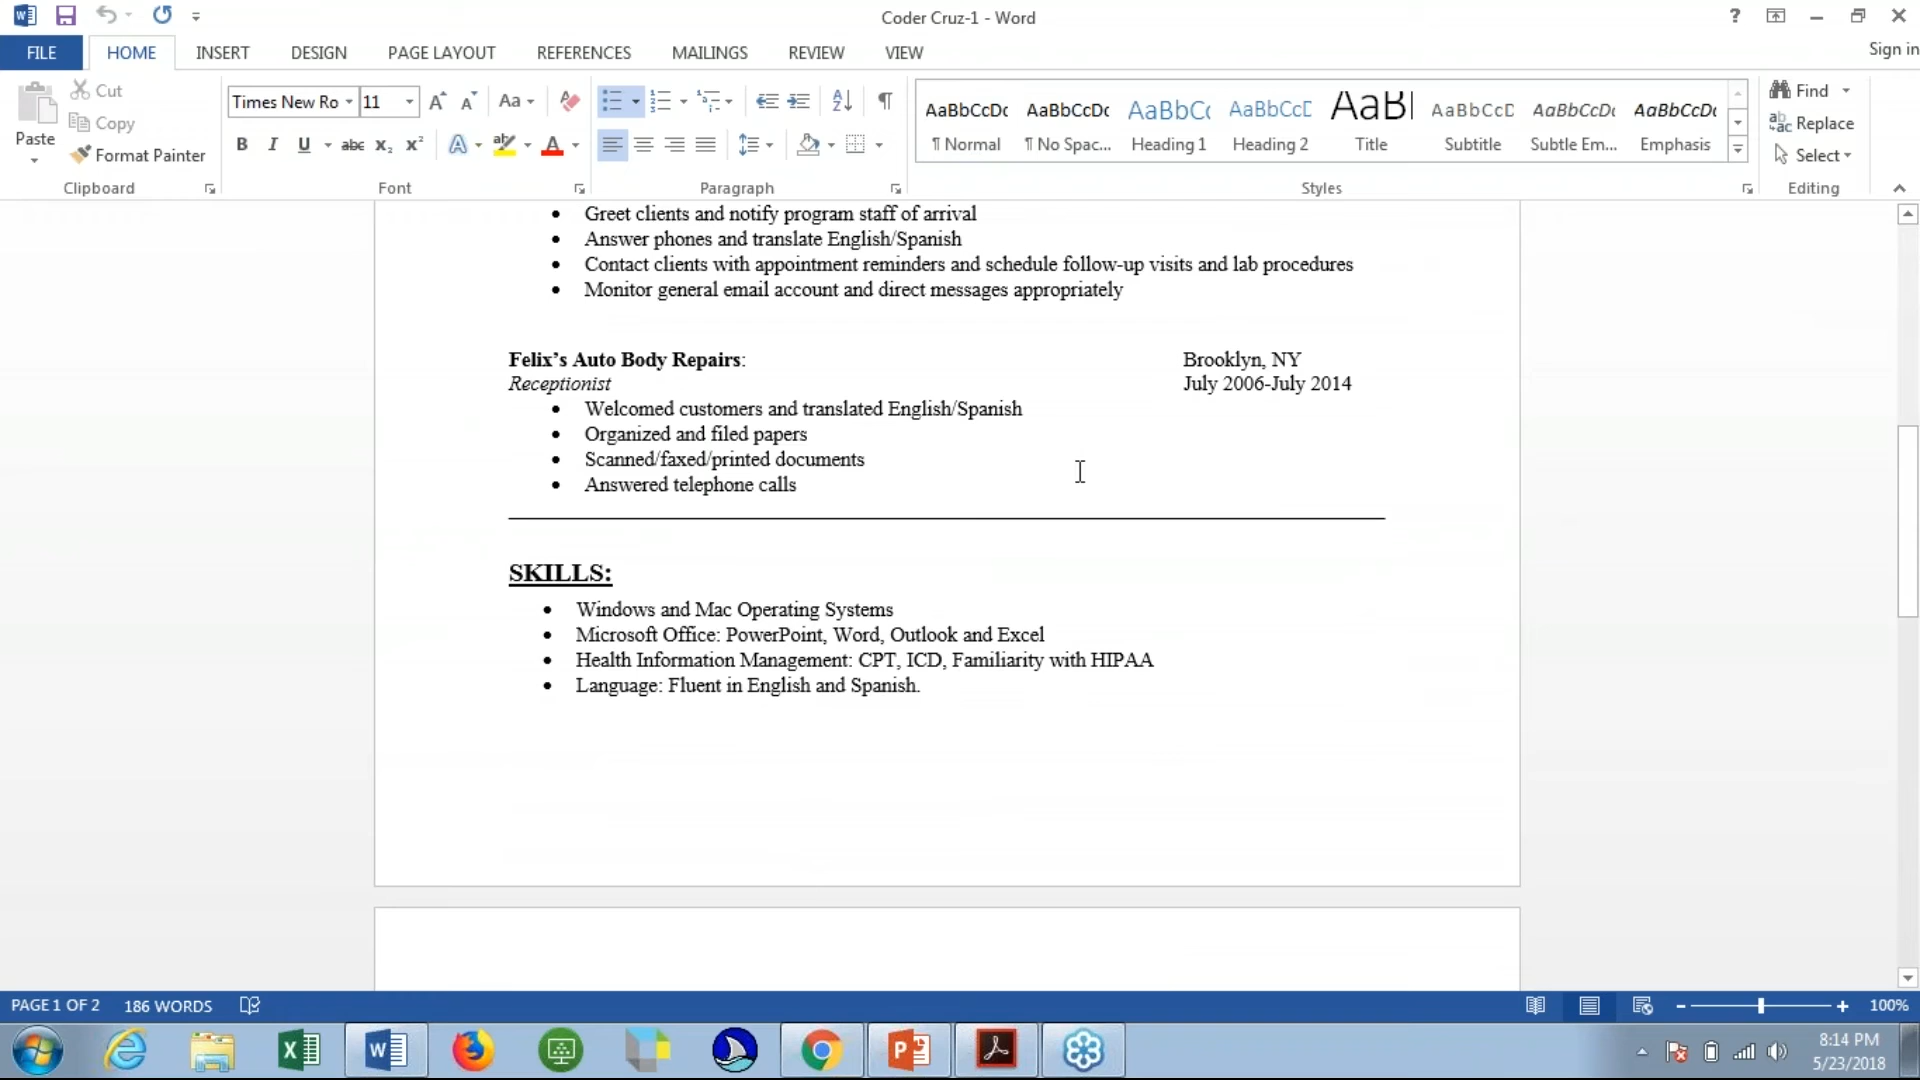 Coder Cruz-1 - Word
?
Sign in
FILE HOME INSERT DESIGN PAGE LAYOUT REFERENCES MAILINGS REVIEW VIEW
Paste
Cut
Copy
Format Painter
Clipboard
Times New Ro 11
Aa
B I U abc x₂ x²
A A
Font
Paragraph
AaBbCcDc AaBbCcDc AaBbCc AaBbCcD AaBl AaBbCcD AaBbCcDc AaBbCcDc
¶ Normal ¶ No Spac... Heading 1 Heading 2 Title Subtitle Subtle Em... Emphasis
Styles
Find
Replace
Select
Editing
• Greet clients and notify program staff of arrival
• Answer phones and translate English/Spanish
• Contact clients with appointment reminders and schedule follow-up visits and lab procedures
• Monitor general email account and direct messages appropriately
Felix's Auto Body Repairs: Brooklyn, NY
Receptionist July 2006-July 2014
• Welcomed customers and translated English/Spanish
• Organized and filed papers
• Scanned/faxed/printed documents
• Answered telephone calls
SKILLS:
• Windows and Mac Operating Systems
• Microsoft Office: PowerPoint, Word, Outlook and Excel
• Health Information Management: CPT, ICD, Familiarity with HIPAA
• Language: Fluent in English and Spanish.
PAGE 1 OF 2 186 WORDS 100%
8:14 PM
5/23/2018